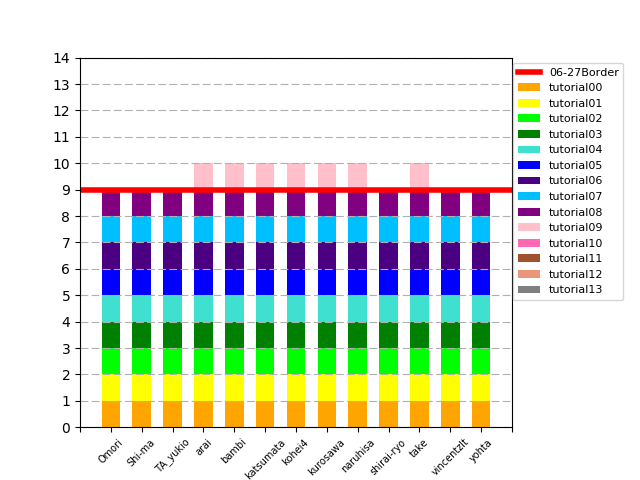 14
13
12
11
10
9
8
7
6
5
4
3
2
1
0
06-27Border
tutorial00
tutorial01
tutorial02
tutorial03
tutorial04
tutorial05
tutorial06
tutorial07
tutorial08
tutorial09
tutorial10
tutorial11
tutorial12
tutorial13
Omori
Shi-ma
TA_yukio
arai
bambi
katsumata
kohei4
kurosawa
naruhisa
shirai-ryo
take
vincentzlt
yohta